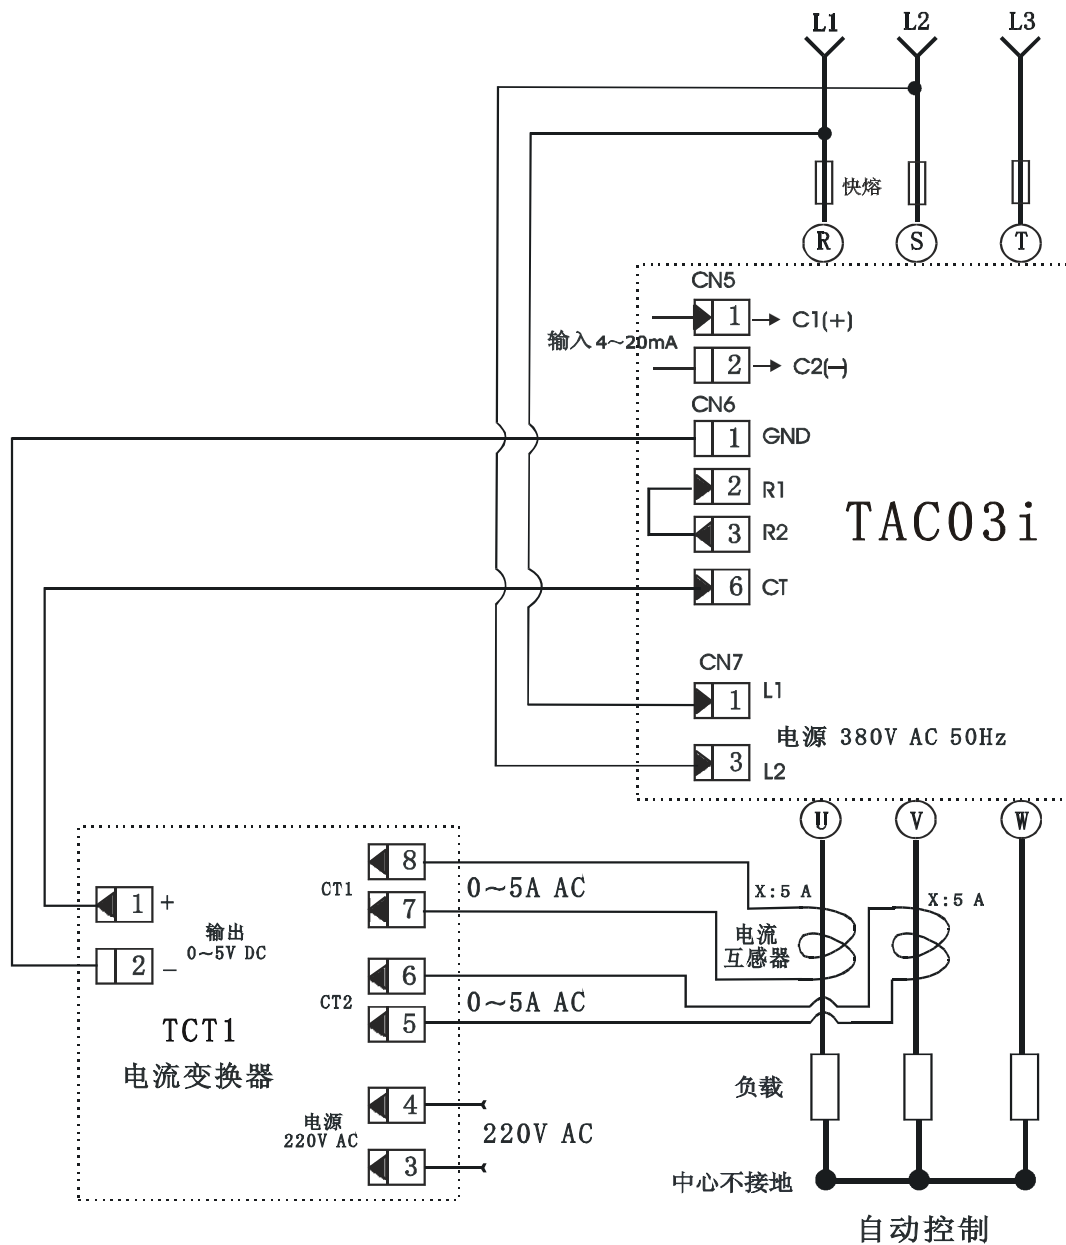 L1 L2 L3
快熔
R S T
CN5
1 C1(+)
输入 4～20mA
2 C2(—)
CN6
1 GND
2 R1
3 R2
TAC03i
6 CT
CN7
1 L1
电源 380V AC 50Hz
3 L2
U V W
8
CT1
0～5A AC
7
X:5 A
X:5 A
电流
互感器
1 +
输出
0～5V DC
2 —
6
CT2
0～5A AC
5
TCT1
电流变换器
负载
4
电源
220V AC
220V AC
3
中心不接地
自动控制